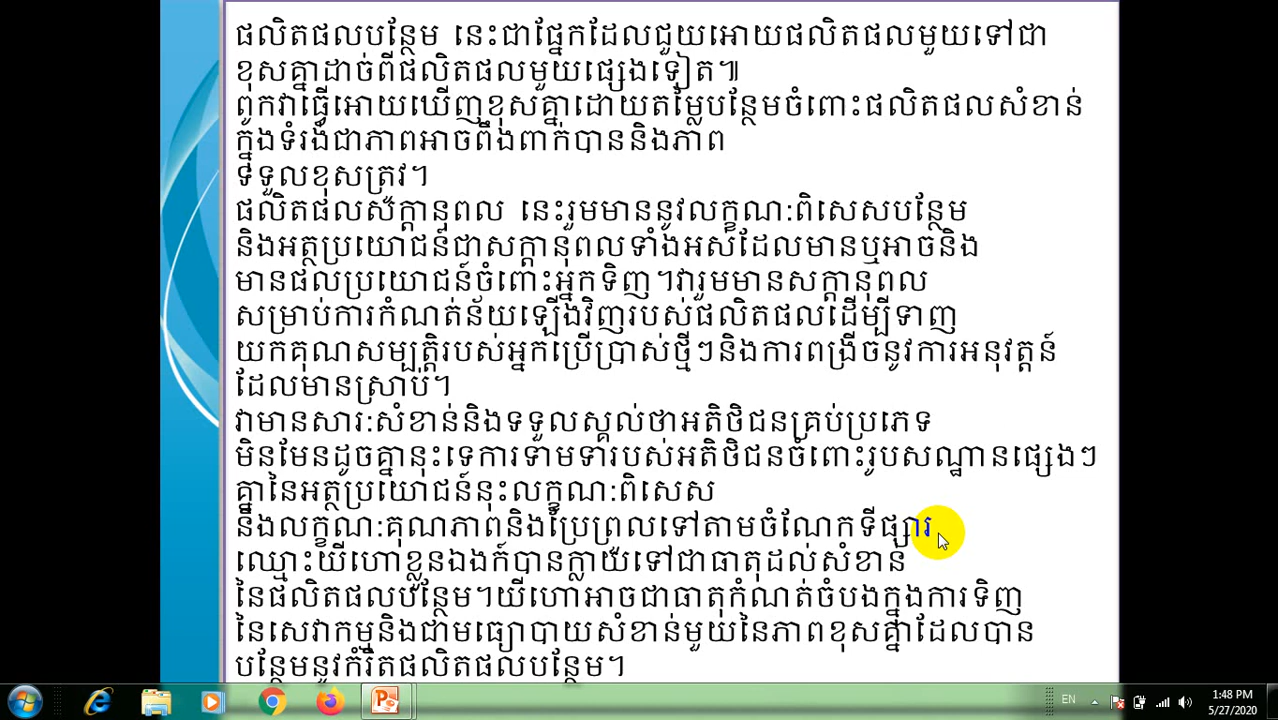 ផលិតផលបន្ថែម នេះជាផ្នែកដែលជួយអោយផលិតផលមួយទៅជា
ខុសគ្នាដាច់ពីផលិតផលមួយផ្សេងទៀត៕
ពួកវាធ្វើអោយឃើញខុសគ្នាដោយតម្លៃបន្ថែមចំពោះផលិតផលសំខាន់
ក្នុងទំរង់ជាភាពអាចពឹងពាក់បាននិងភាព
ទទួលខុសត្រូវ។
ផលិតផលសក្តានុពល នេះរួមមាននូវលក្ខណ:ពិសេសបន្ថែម
និងអត្ថប្រយោជន៍ជាសក្តានុពលទាំងអស់ដែលមានឬអាចនិង
មានផលប្រយោជន៍ចំពោះអ្នកទិញ។វារួមមានសក្តានុពល
សម្រាប់ការកំណត់ន័យឡើងវិញរបស់ផលិតផលដើម្បីទាញ
យកគុណសម្បត្តិរបស់អ្នកប្រើប្រាស់ថ្មីៗនិងការពង្រីចនូវការអនុវត្តន៍
ដែលមានស្រាប់។
វាមានសារ:សំខាន់និងទទួលស្គល់ថាអតិថិជនគ្រប់ប្រភេទ
មិនមែនដូចគ្នានុះទេការទាមទារបស់អតិថិជនចំពោះរូបសណ្ឋានផ្សេងៗ
គ្នានៃអត្ថប្រយោជន៍នុះលក្ខណ:ពិសេស
និងលក្ខណ:គុណភាពនិងប្រែព្រួលទៅតាមចំណែកទីផ្សារ
ឈ្មោះយីហោខ្លួនឯងក៍បានក្លាយទៅជាធាតុដល់សំខាន់
នៃផលិតផលបន្ថែម។យីហោអាចជាធាតុកំណត់ចំបងក្នុងការទិញ
នៃសេវាកម្មនិងជាមធ្យោបាយសំខាន់មួយនៃភាពខុសគ្នាដែលបាន
បន្ថែមនូវកំរិតផលិតផលបន្ថែម។
EN
1:48 PM
5/27/2020